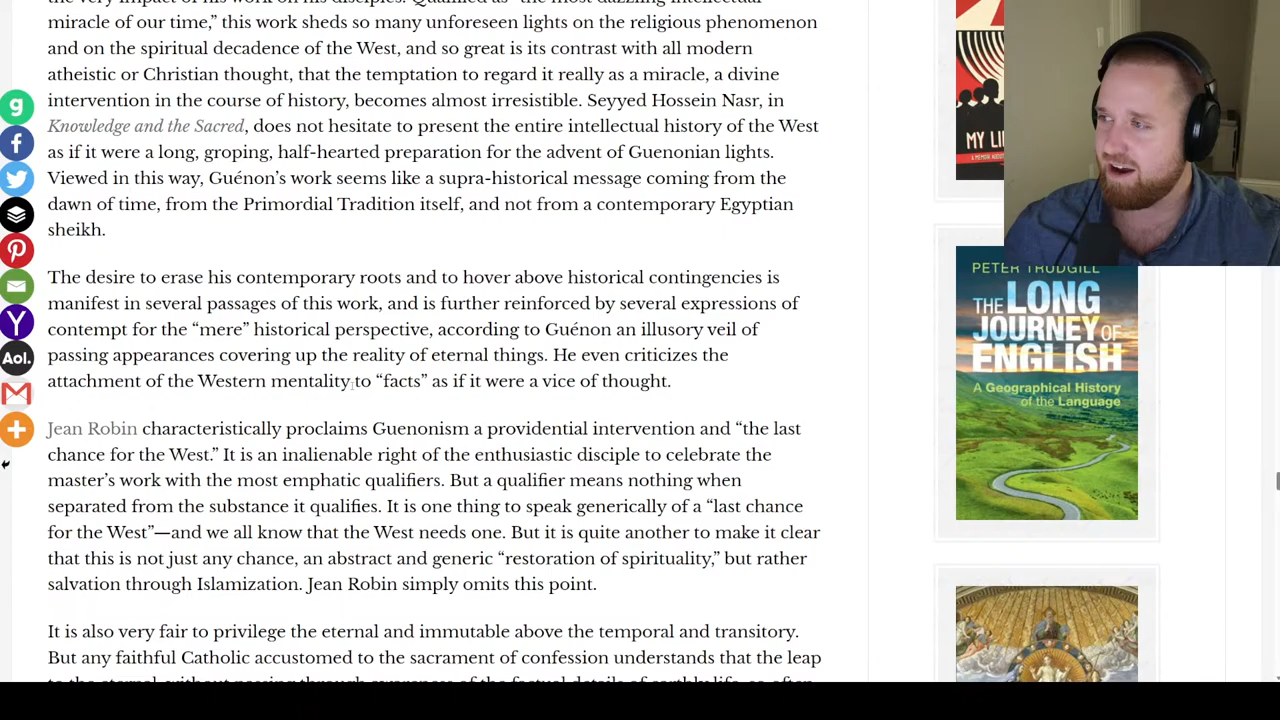 miracle of our time,” this work sheds so many unforeseen lights on the religious phenomenon
and on the spiritual decadence of the West, and so great is its contrast with all modern
atheistic or Christian thought, that the temptation to regard it really as a miracle, a divine
intervention in the course of history, becomes almost irresistible. Seyyed Hossein Nasr, in
Knowledge and the Sacred, does not hesitate to present the entire intellectual history of the West
as if it were a long, groping, half-hearted preparation for the advent of Guenonian lights.
Viewed in this way, Guénon’s work seems like a supra-historical message coming from the
dawn of time, from the Primordial Tradition itself, and not from a contemporary Egyptian
sheikh.
The desire to erase his contemporary roots and to hover above historical contingencies is
manifest in several passages of this work, and is further reinforced by several expressions of
contempt for the “mere” historical perspective, according to Guénon an illusory veil of
passing appearances covering up the reality of eternal things. He even criticizes the
attachment of the Western mentality to “facts” as if it were a vice of thought.
Jean Robin characteristically proclaims Guenonism a providential intervention and “the last
chance for the West.” It is an inalienable right of the enthusiastic disciple to celebrate the
master’s work with the most emphatic qualifiers. But a qualifier means nothing when
separated from the substance it qualifies. It is one thing to speak generically of a “last chance
for the West”—and we all know that the West needs one. But it is quite another to make it clear
that this is not just any chance, an abstract and generic “restoration of spirituality,” but rather
salvation through Islamization. Jean Robin simply omits this point.
It is also very fair to privilege the eternal and immutable above the temporal and transitory.
But any faithful Catholic accustomed to the sacrament of confession understands that the leap
g
f
Y
Aol.
M
MY LI
PETER TRUDGILL
THE LONG
JOURNEY OF
ENGLISH
A Geographical History
of the Language